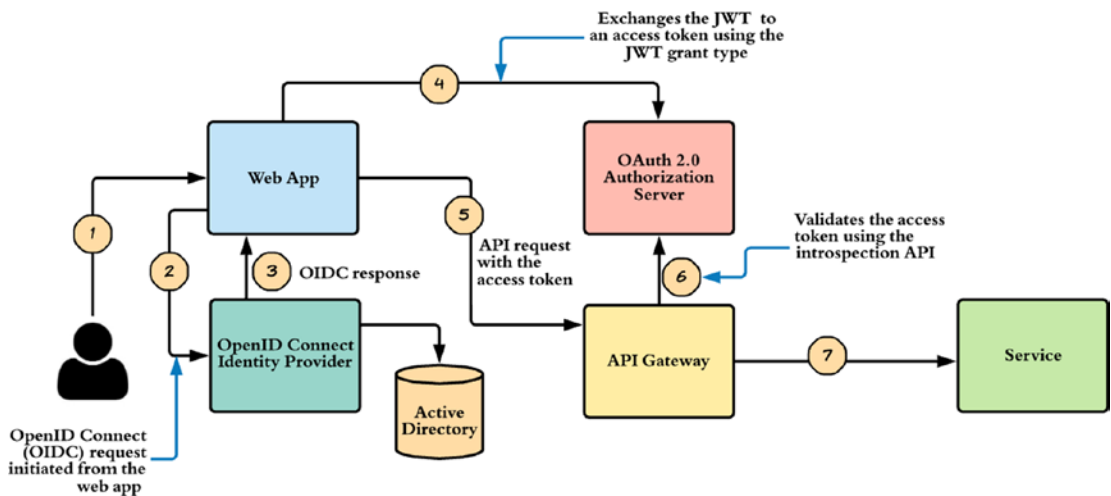 Exchanges the JWT to
an access token using the
JWT grant type
4
Web App
OAuth 2.0
Authorization
Server
1
2
3
OIDC response
5
API request
with the
access token
Validates the access
token using the
introspection API
6
OpenID Connect
Identity Provider
API Gateway
7
Service
Active
Directory
OpenID Connect
(OIDC) request
initiated from the
web app